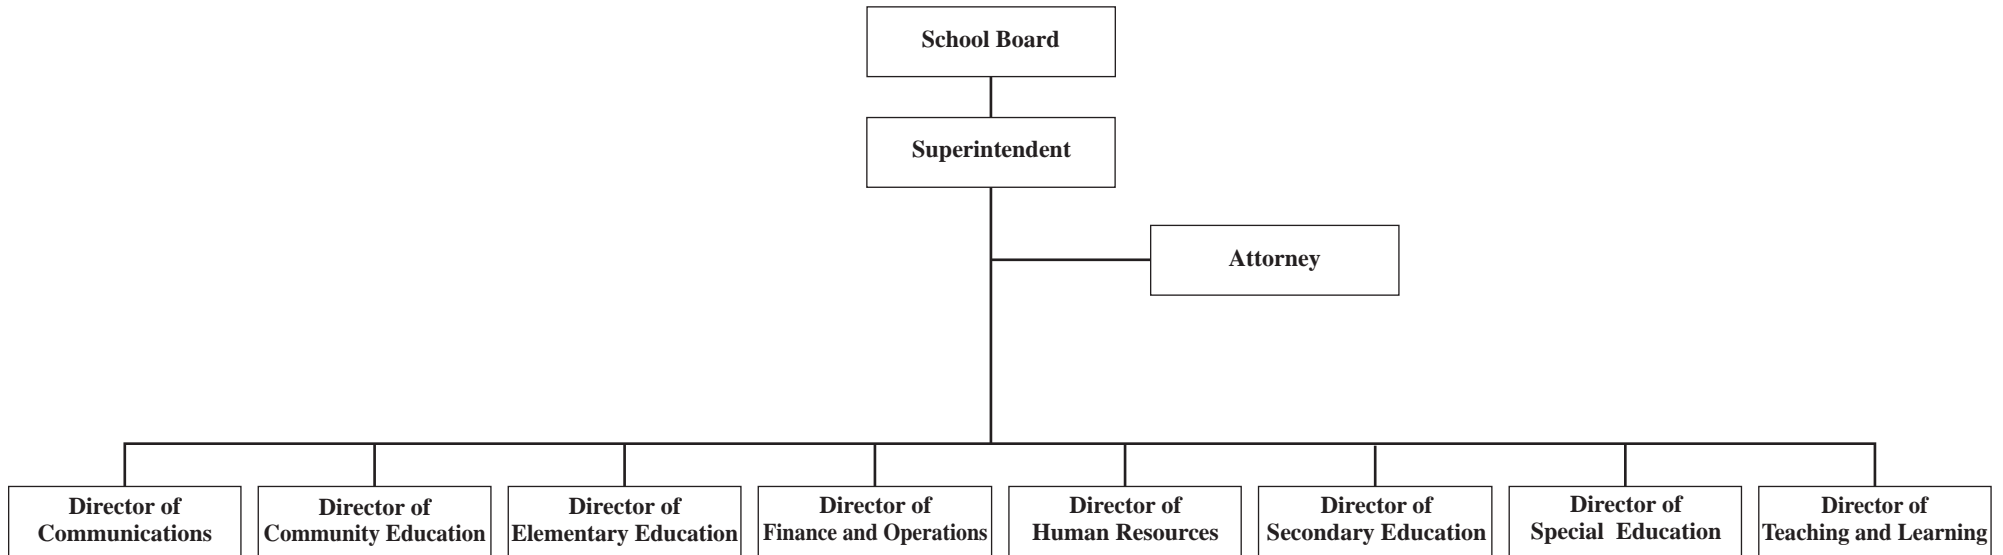 School Board
Superintendent
Attorney
Director of
Communications
Director of
Community Education
Director of
Elementary Education
Director of
Finance and Operations
Director of
Human Resources
Director of
Secondary Education
Director of
Special Education
Director of
Teaching and Learning